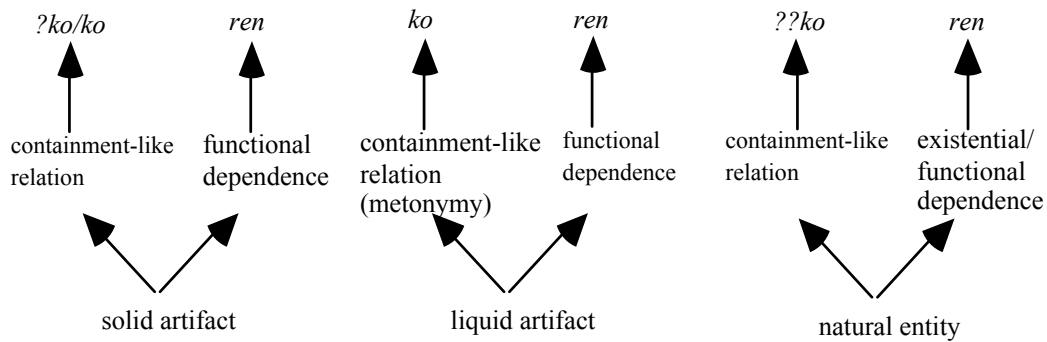 ?ko/ko
ren
ko
ren
??ko
ren
containment-like
relation
functional
dependence
containment-like
relation
(metonymy)
functional
dependence
containment-like
relation
existential/
functional
dependence
solid artifact
liquid artifact
natural entity